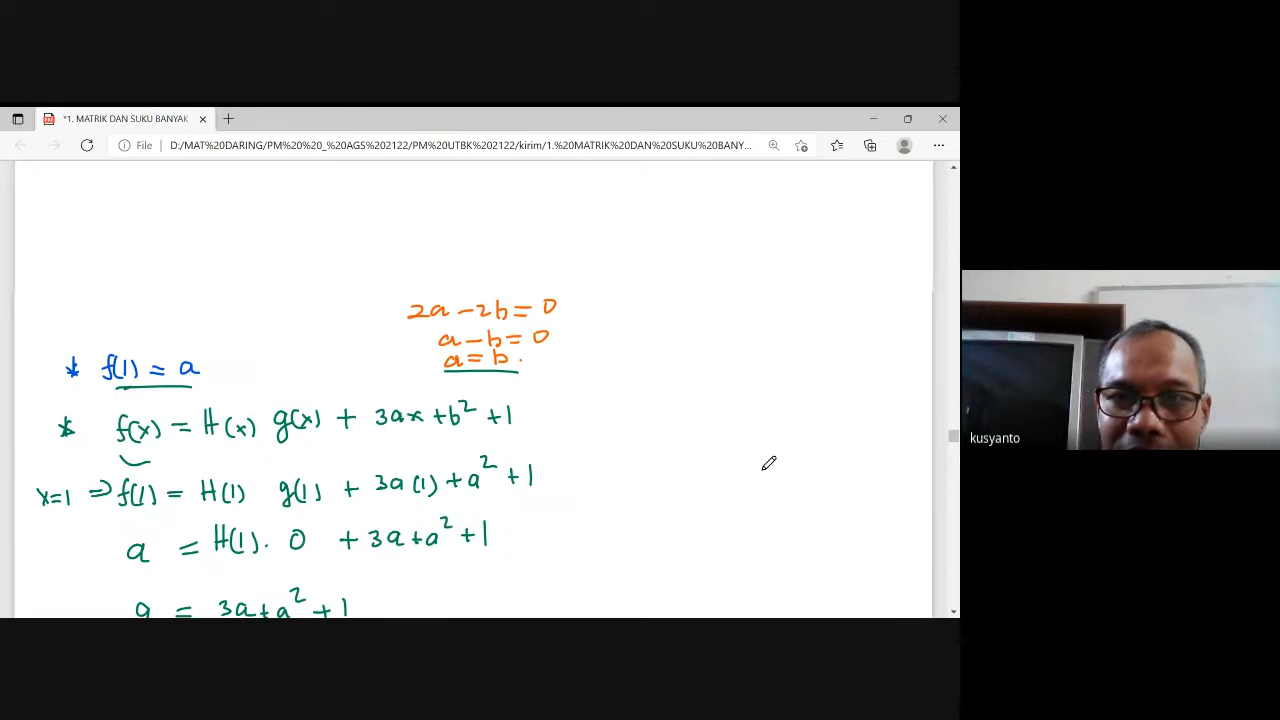 *1. MATRIK DAN SUKU BANYAK
File D:/MAT%20DARING/PM%20%20_%20AGS%202122/PM%20UTBK%202122/kirim/1.%20MATRIK%20DAN%20SUKU%20BANY...
2a - 2b = 0
a - b = 0
a = b .
* f(1) = a
* f(x) = H(x) g(x) + 3ax + b² + 1
x=1 => f(1) = H(1) g(1) + 3a(1) + a² + 1
a = H(1). 0 + 3a + a² + 1
a = 3a + a² + 1
kusyanto